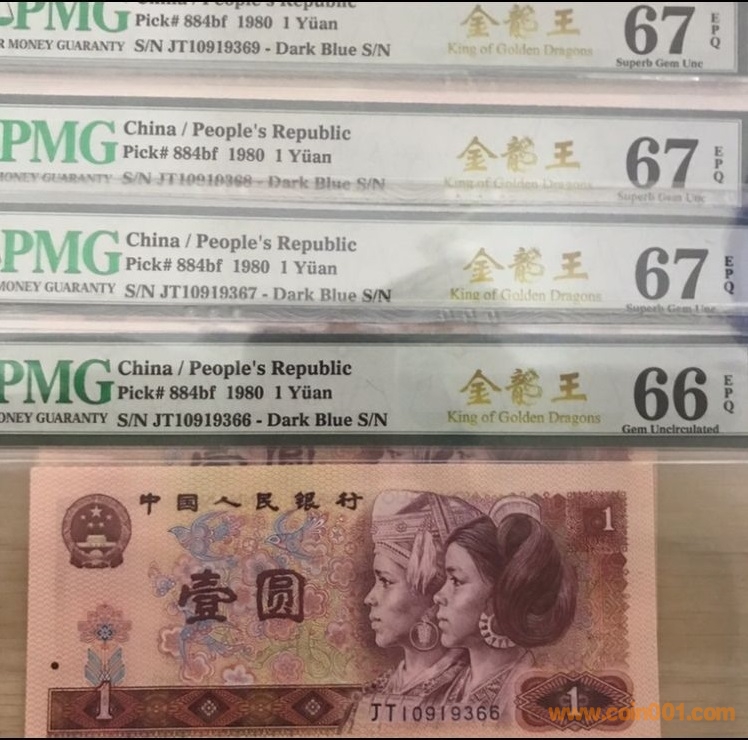 PMG
Pick# 884bf 1980 1 Yüan
R MONEY GUARANTY S/N JT10919369 - Dark Blue S/N
金龍王
King of Golden Dragons
67 EPQ
Superb Gem Unc
PMG
China / People's Republic
Pick# 884bf 1980 1 Yüan
ONEY GUARANTY S/N JT10919368 - Dark Blue S/N
金龍王
King of Golden Dragons
67 EPQ
Superb Gem Unc
PMG
China / People's Republic
Pick# 884bf 1980 1 Yüan
MONEY GUARANTY S/N JT10919367 - Dark Blue S/N
金龍王
King of Golden Dragons
67 EPQ
Superb Gem Unc
PMG
China / People's Republic
Pick# 884bf 1980 1 Yüan
ONEY GUARANTY S/N JT10919366 - Dark Blue S/N
金龍王
King of Golden Dragons
66 EPQ
Gem Uncirculated
中国人民银行
1
壹圆
1
JT10919366
1
www.coin001.com